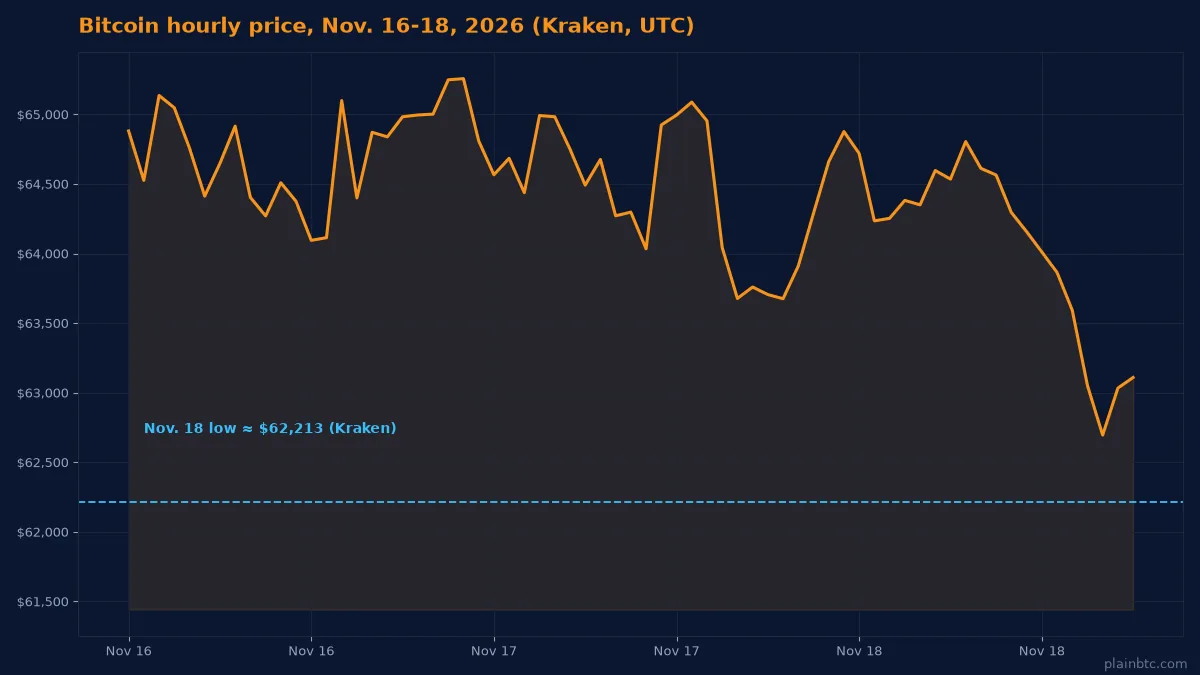 Bitcoin hourly price, Nov. 16-18, 2026 (Kraken, UTC)
$65,000
$64,500
$64,000
$63,500
$63,000
Nov. 18 low ≈ $62,213 (Kraken)
$62,500
$62,000
$61,500
Nov 16 Nov 16 Nov 17 Nov 17 Nov 18 Nov 18
plainbtc.com